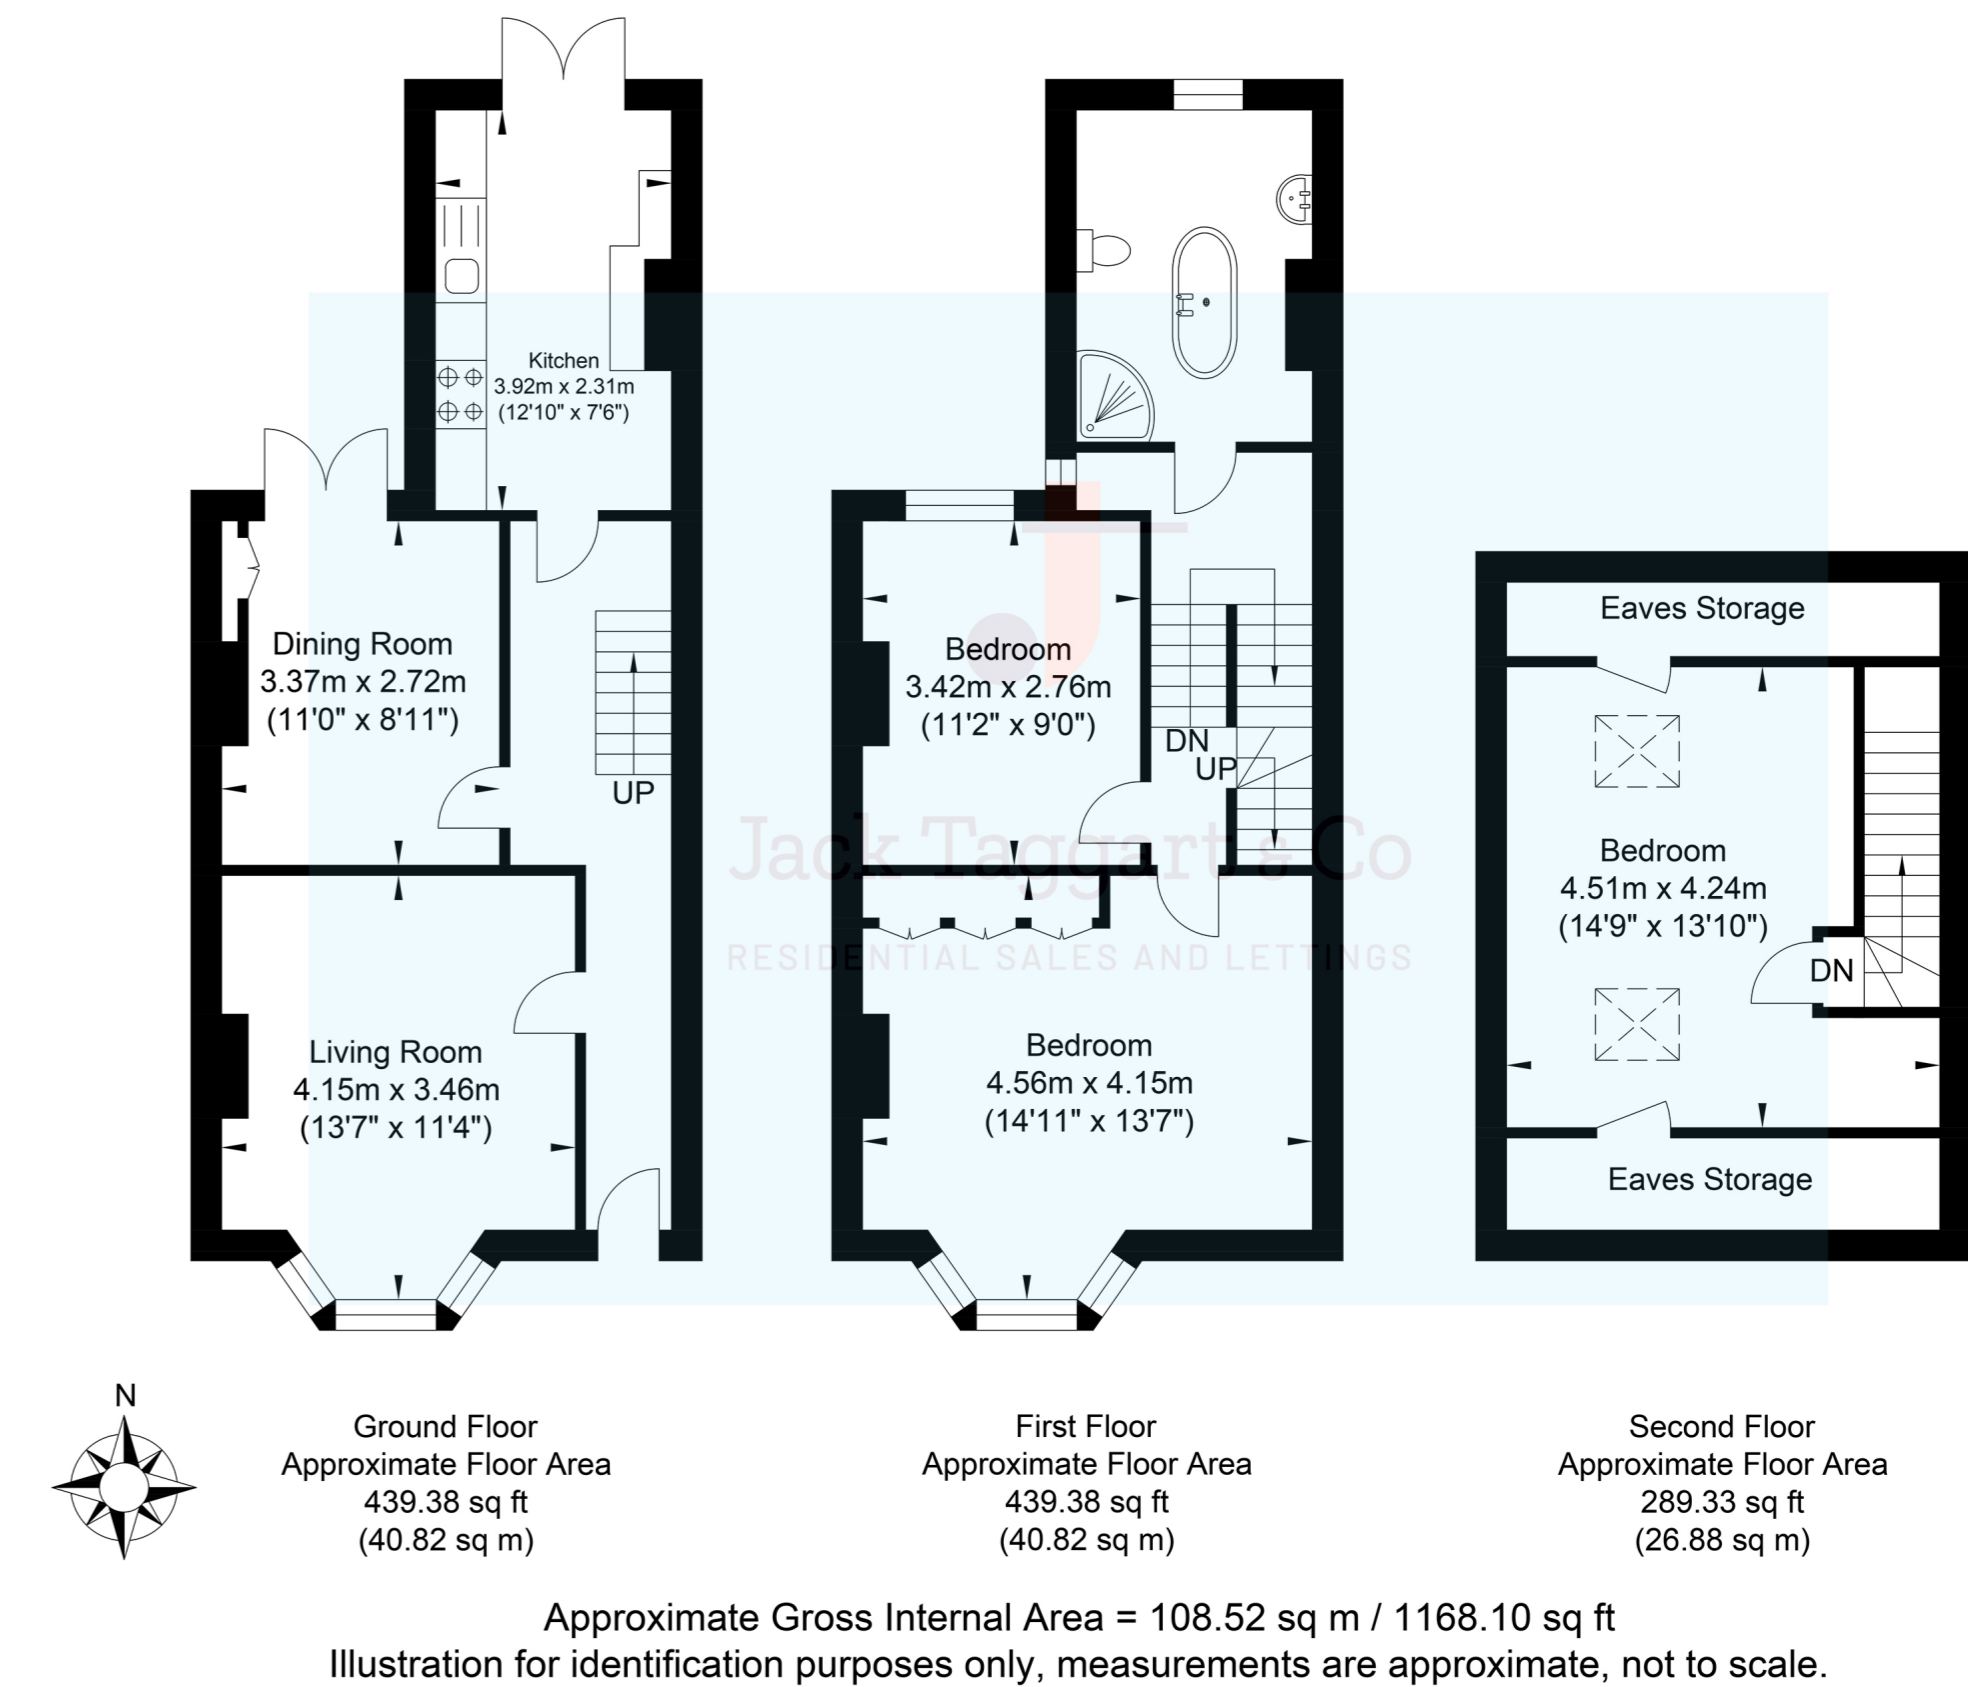 Kitchen
3.92m x 2.31m
(12'10" x 7'6")
Dining Room
3.37m x 2.72m
(11'0" x 8'11")
UP
Living Room
4.15m x 3.46m
(13'7" x 11'4")
Bedroom
3.42m x 2.76m
(11'2" x 9'0")
DN
UP
Bedroom
4.56m x 4.15m
(14'11" x 13'7")
Eaves Storage
Bedroom
4.51m x 4.24m
(14'9" x 13'10")
DN
Eaves Storage
Jack Taggart & Co
RESIDENTIAL SALES AND LETTINGS
N
Ground Floor
Approximate Floor Area
439.38 sq ft
(40.82 sq m)
First Floor
Approximate Floor Area
439.38 sq ft
(40.82 sq m)
Second Floor
Approximate Floor Area
289.33 sq ft
(26.88 sq m)
Approximate Gross Internal Area = 108.52 sq m / 1168.10 sq ft
Illustration for identification purposes only, measurements are approximate, not to scale.